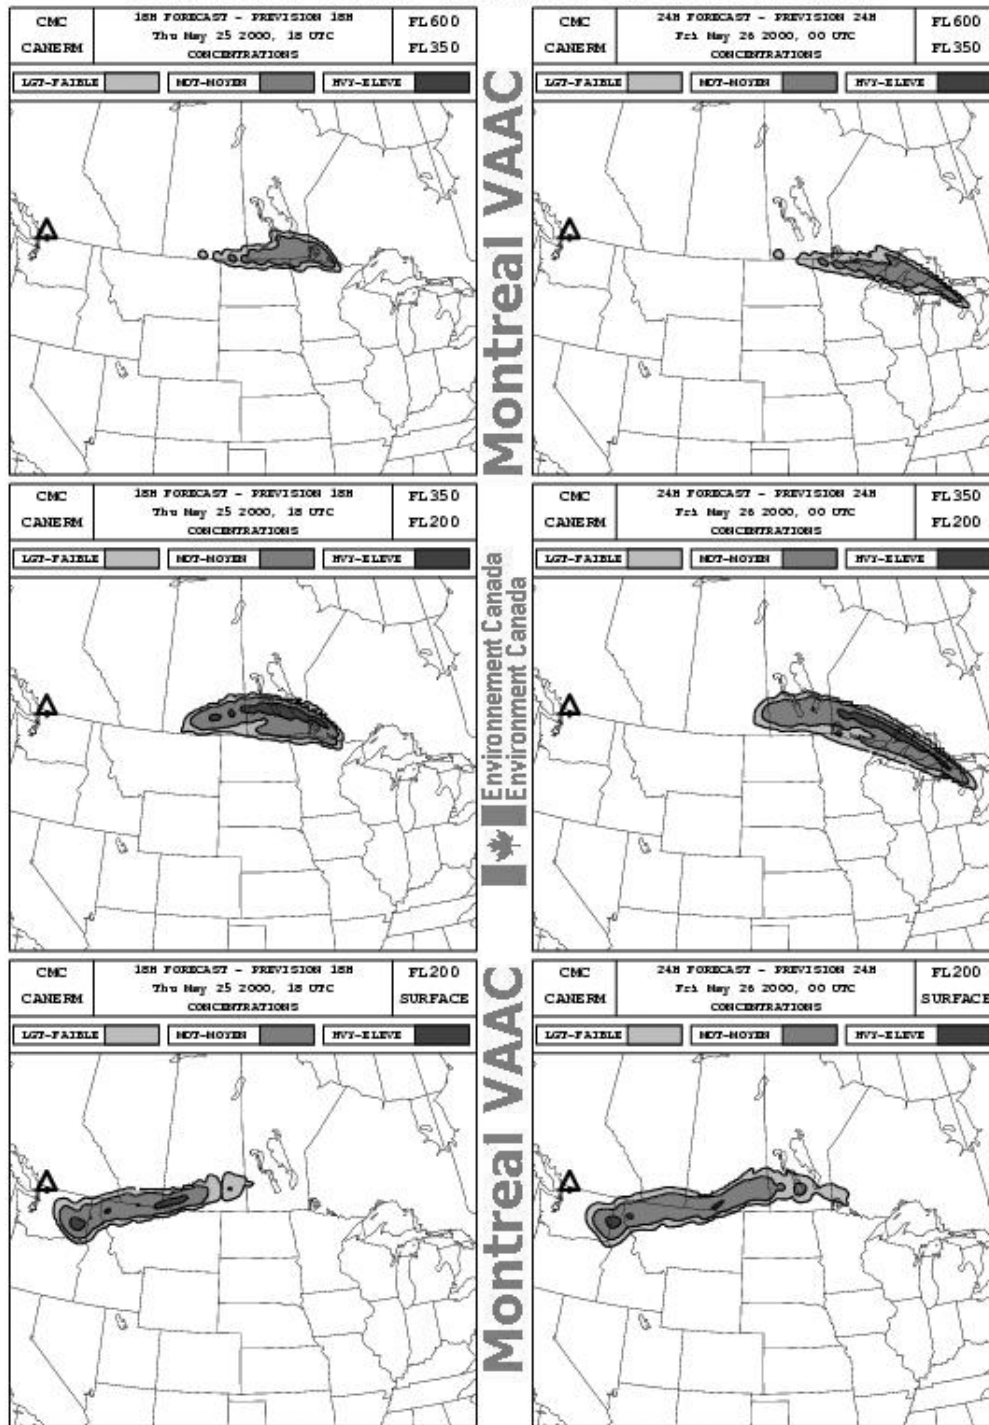 CMC
CANERM
18H FORECAST - PREVISION 18H
Thu May 25 2000, 18 UTC
CONCENTRATIONS
FL600
FL350
LGT-FAIBLE
MDT-MOYEN
HVY-ELEVE
CMC
CANERM
24H FORECAST - PREVISION 24H
Fri May 26 2000, 00 UTC
CONCENTRATIONS
FL600
FL350
LGT-FAIBLE
MDT-MOYEN
HVY-ELEVE
Montreal VAAC
CMC
CANERM
18H FORECAST - PREVISION 18H
Thu May 25 2000, 18 UTC
CONCENTRATIONS
FL350
FL200
LGT-FAIBLE
MDT-MOYEN
HVY-ELEVE
CMC
CANERM
24H FORECAST - PREVISION 24H
Fri May 26 2000, 00 UTC
CONCENTRATIONS
FL350
FL200
LGT-FAIBLE
MDT-MOYEN
HVY-ELEVE
Environnement Canada
Environment Canada
CMC
CANERM
18H FORECAST - PREVISION 18H
Thu May 25 2000, 18 UTC
CONCENTRATIONS
FL200
SURFACE
LGT-FAIBLE
MDT-MOYEN
HVY-ELEVE
CMC
CANERM
24H FORECAST - PREVISION 24H
Fri May 26 2000, 00 UTC
CONCENTRATIONS
FL200
SURFACE
LGT-FAIBLE
MDT-MOYEN
HVY-ELEVE
Montreal VAAC